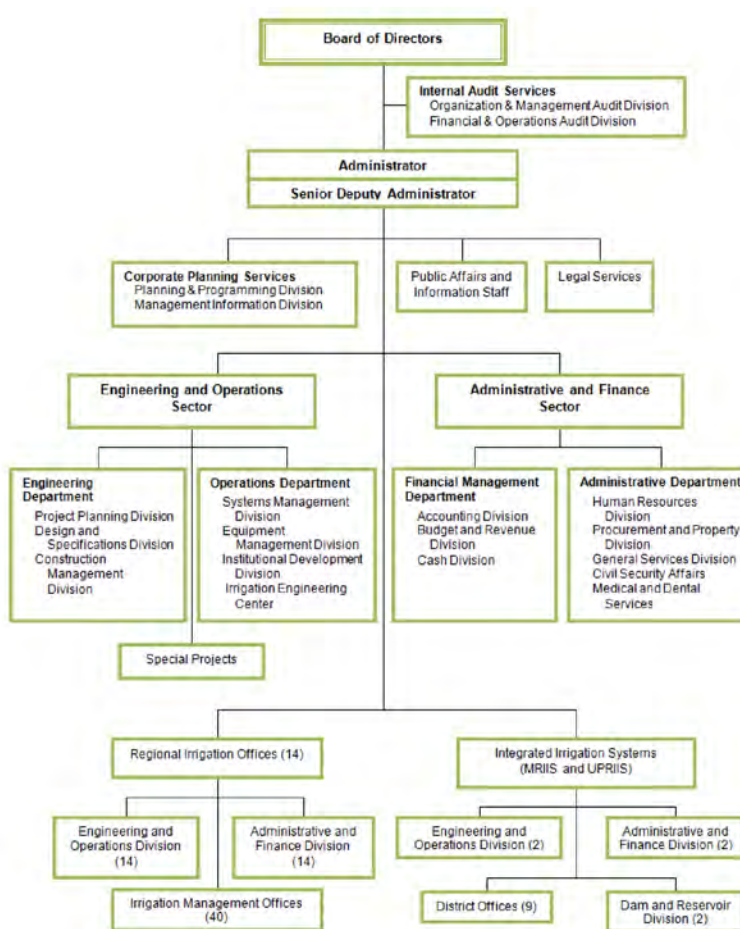 Board of Directors
Internal Audit Services
Organization & Management Audit Division
Financial & Operations Audit Division
Administrator
Senior Deputy Administrator
Corporate Planning Services
Planning & Programming Division
Management Information Division
Public Affairs and
Information Staff
Legal Services
Engineering and Operations
Sector
Administrative and Finance
Sector
Engineering
Department
Project Planning Division
Design and
Specifications Division
Construction
Management
Division
Operations Department
Systems Management
Division
Equipment
Management Division
Institutional Development
Division
Irrigation Engineering
Center
Financial Management
Department
Accounting Division
Budget and Revenue
Division
Cash Division
Administrative Department
Human Resources
Division
Procurement and Property
Division
General Services Division
Civil Security Affairs
Medical and Dental
Services
Special Projects
Regional Irrigation Offices (14)
Integrated Irrigation Systems
(MRIIS and UPRIIS)
Engineering and
Operations Division
(14)
Administrative and
Finance Division
(14)
Engineering and
Operations Division (2)
Administrative and
Finance Division (2)
Irrigation Management Offices
(40)
District Offices (9)
Dam and Reservoir
Division (2)